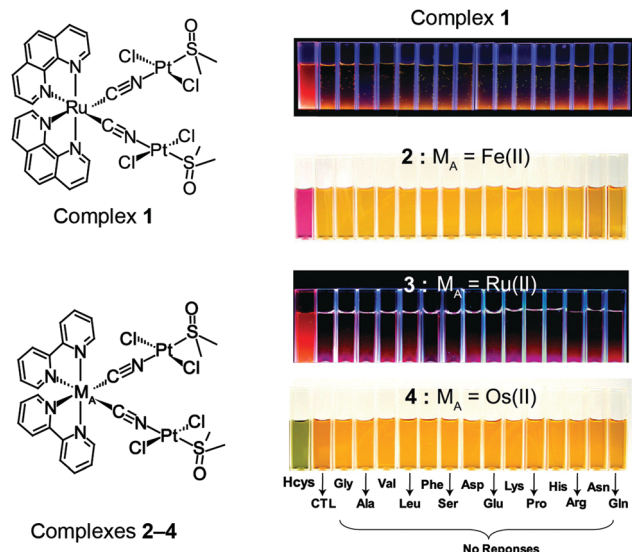 Complex 1
Cl
O
S
Pt
Cl
N
N
C
N
Ru
N
C
N
N
Cl
Cl
Pt
S
O
Complex 1
2 : MA = Fe(II)
3 : MA = Ru(II)
Cl
O
S
Pt
Cl
N
N
C
N
MA
N
C
N
N
Cl
Cl
Pt
S
O
4 : MA = Os(II)
Hcys Gly Val Phe Asp Lys His Asn
CTL Ala Leu Ser Glu Pro Arg Gln
Complexes 2–4
No Reponses